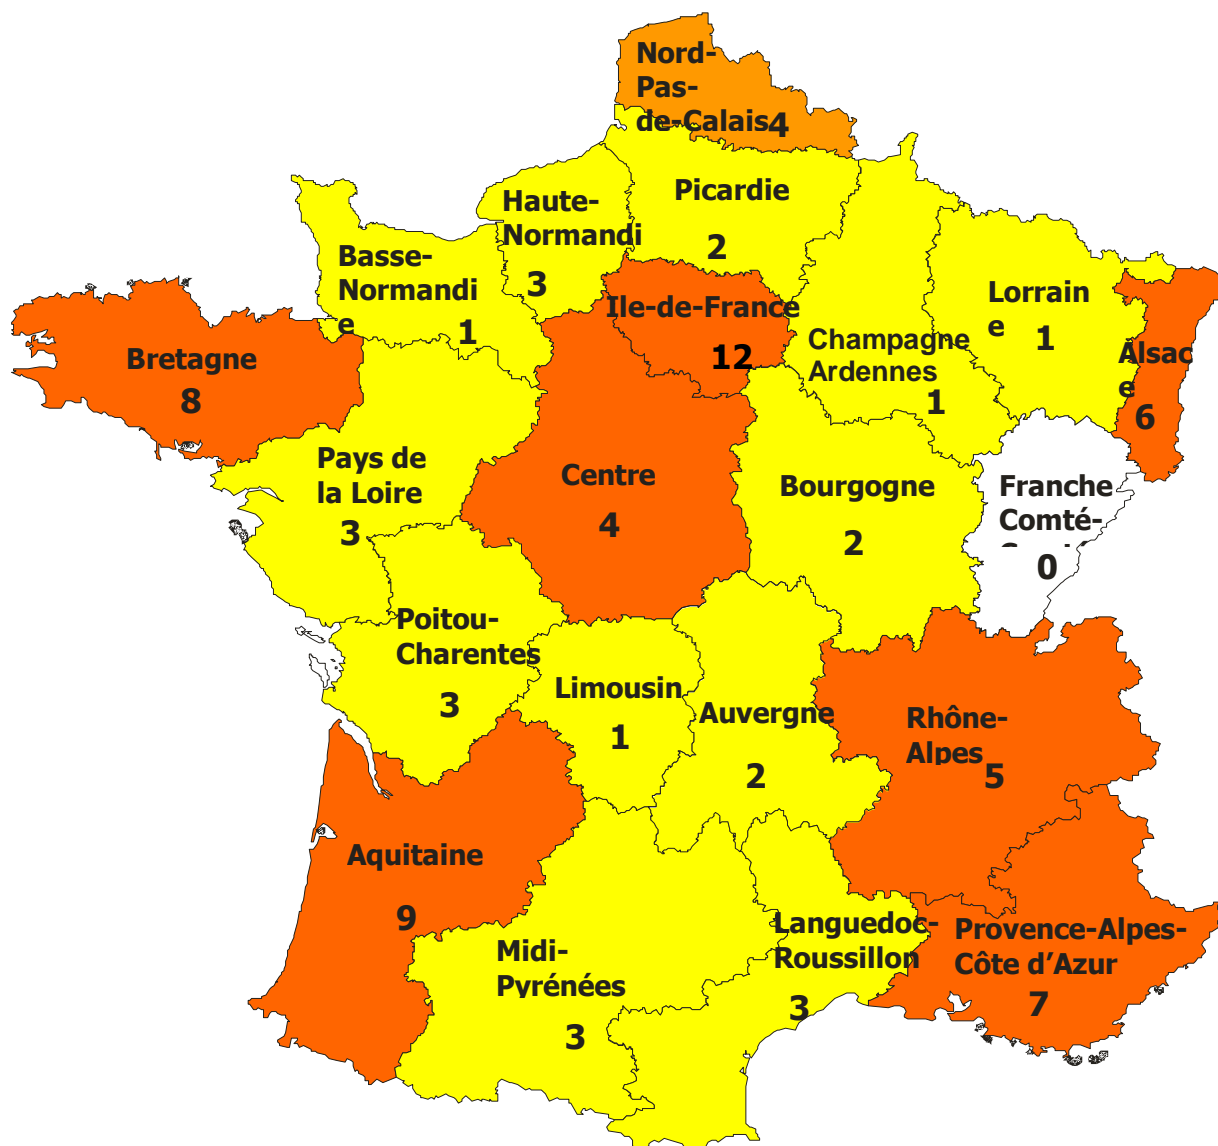 Nord-
Pas-
de-Calais
4
Picardie
2
Haute-
Normandi
3
Basse-
Normandi
e
1
Ile-de-France
12
Champagne
Ardennes
1
Lorrain
e
1
Alsac
e
6
Bretagne
8
Pays de
la Loire
3
Centre
4
Bourgogne
2
Franche
Comté-
0
Poitou-
Charentes
3
Limousin
1
Auvergne
2
Rhône-
Alpes
5
Aquitaine
9
Midi-
Pyrénées
3
Languedoc-
Roussillon
3
Provence-Alpes-
Côte d’Azur
7